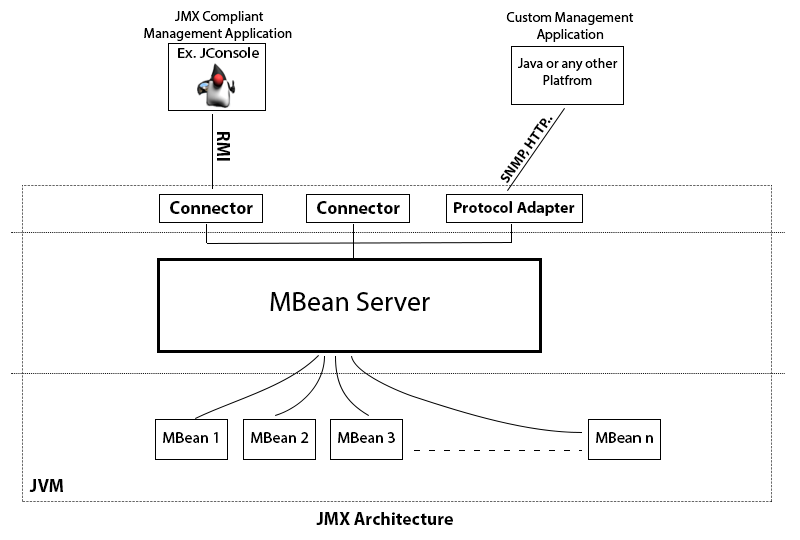 JMX Compliant
Management Application
Ex. JConsole
Custom Management
Application
Java or any other
Platfrom
RMI
SNMP, HTTP..
Connector
Connector
Protocol Adapter
MBean Server
MBean 1
MBean 2
MBean 3
MBean n
JVM
JMX Architecture